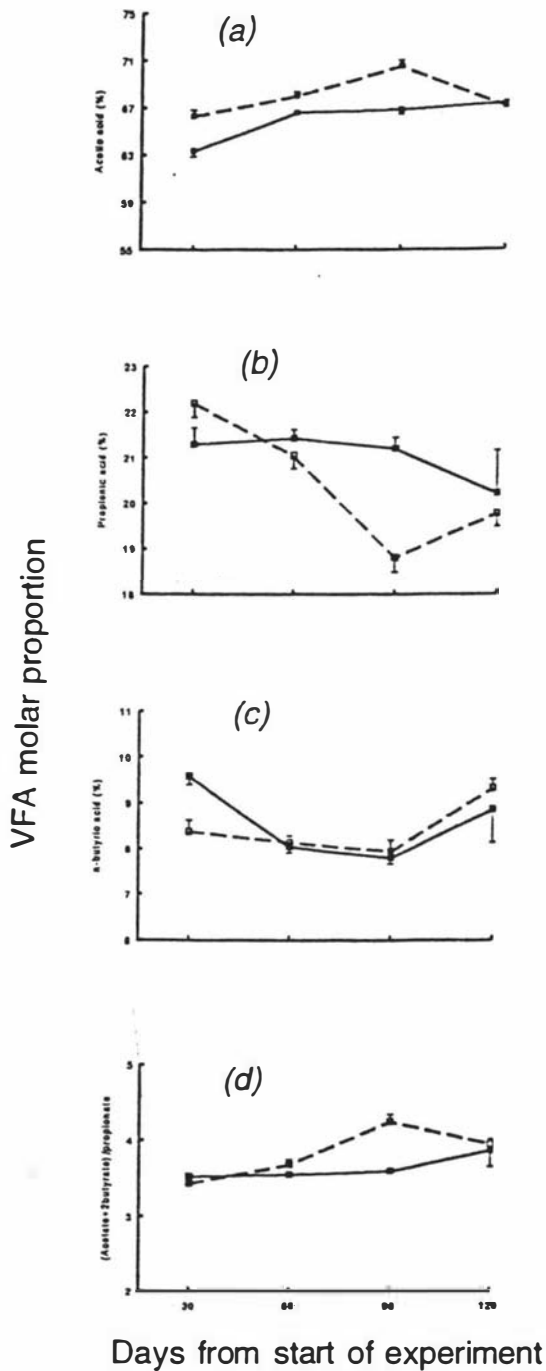 VFA molar proportion
(a)
Acetic acid (%)
75
71
67
63
59
55
(b)
Propionic acid (%)
23
22
21
20
19
18
(c)
n-butyric acid (%)
11
10
9
8
7
6
(d)
(Acetate+2butyrate)/propionate
5
4
3
2
30 60 90 120
Days from start of experiment